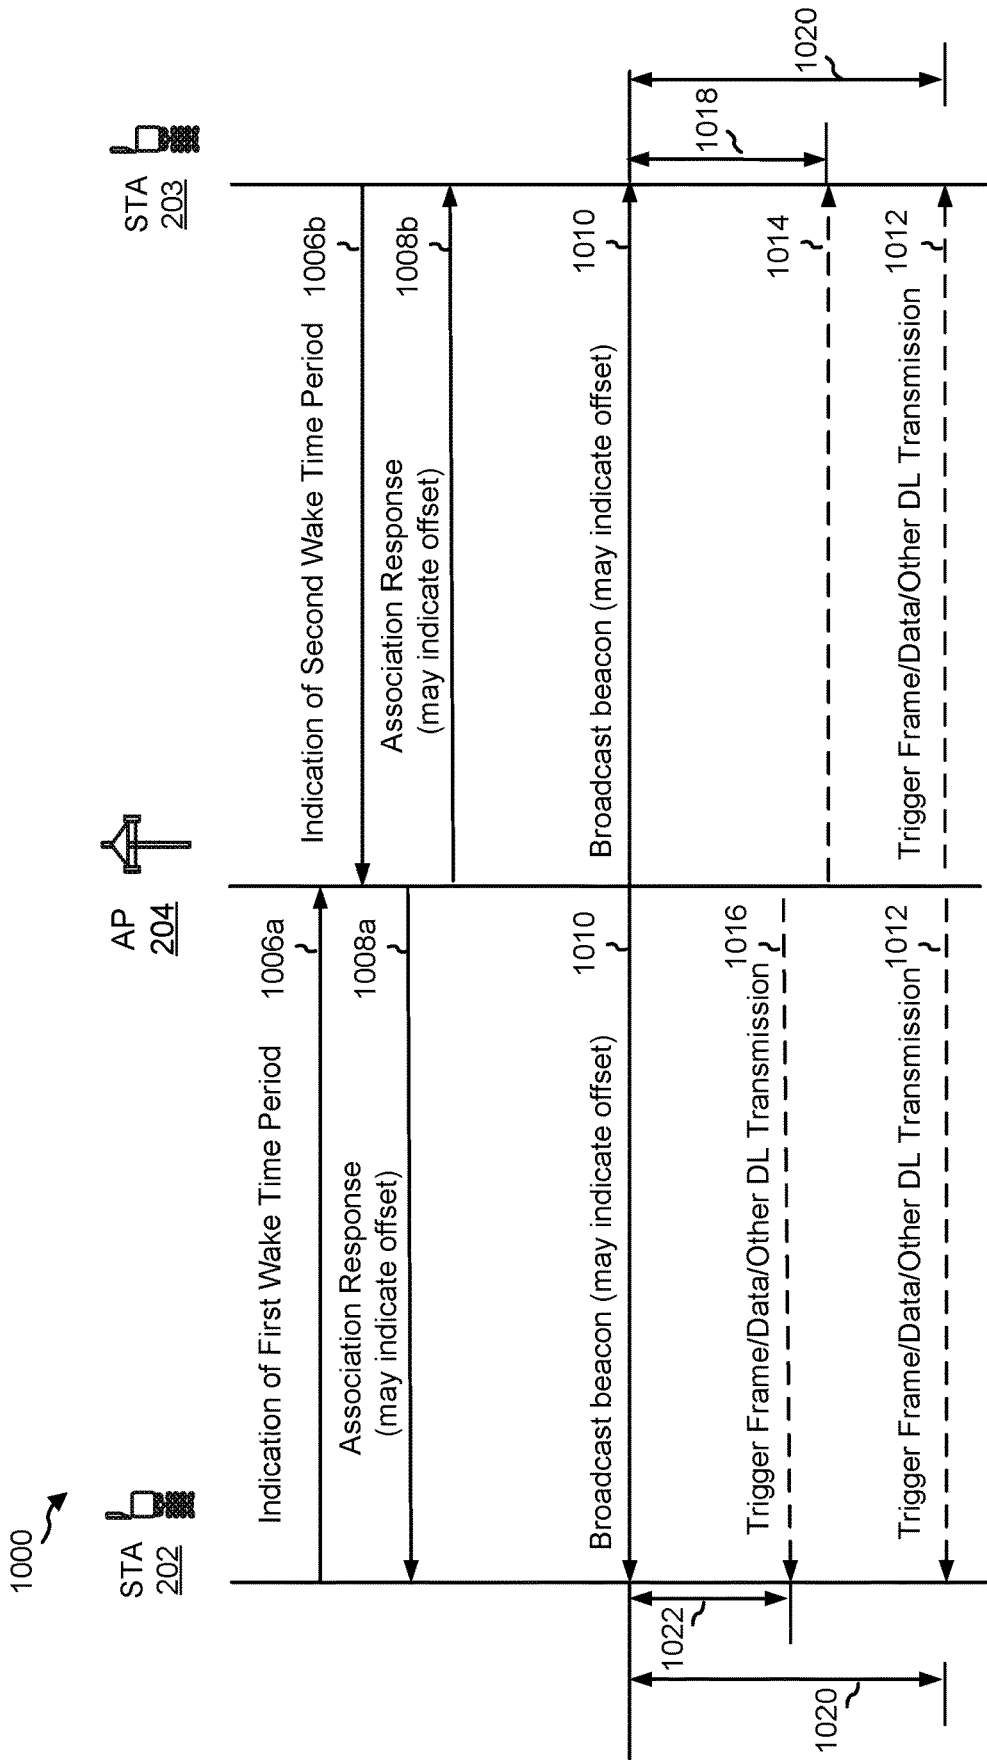 1000
STA
202
AP
204
STA
203
Indication of First Wake Time Period
1006a
Indication of Second Wake Time Period
1006b
Association Response
(may indicate offset)
1008a
Association Response
(may indicate offset)
1008b
Broadcast beacon (may indicate offset)
1010
Broadcast beacon (may indicate offset)
1010
1022
Trigger Frame/Data/Other DL Transmission
1016
1014
1018
1020
Trigger Frame/Data/Other DL Transmission
1012
Trigger Frame/Data/Other DL Transmission
1012
1020